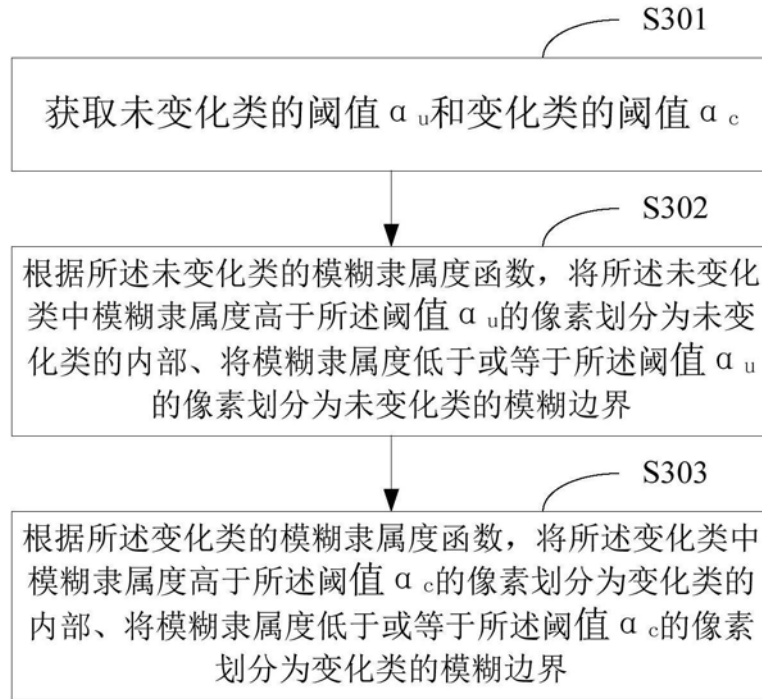 S301
获取未变化类的阈值αu和变化类的阈值αc
S302
根据所述未变化类的模糊隶属度函数，将所述未变化
类中模糊隶属度高于所述阈值αu的像素划分为未变
化类的内部、将模糊隶属度低于或等于所述阈值αu
的像素划分为未变化类的模糊边界
S303
根据所述变化类的模糊隶属度函数，将所述变化类中
模糊隶属度高于所述阈值αc的像素划分为变化类的
内部、将模糊隶属度低于或等于所述阈值αc的像素
划分为变化类的模糊边界